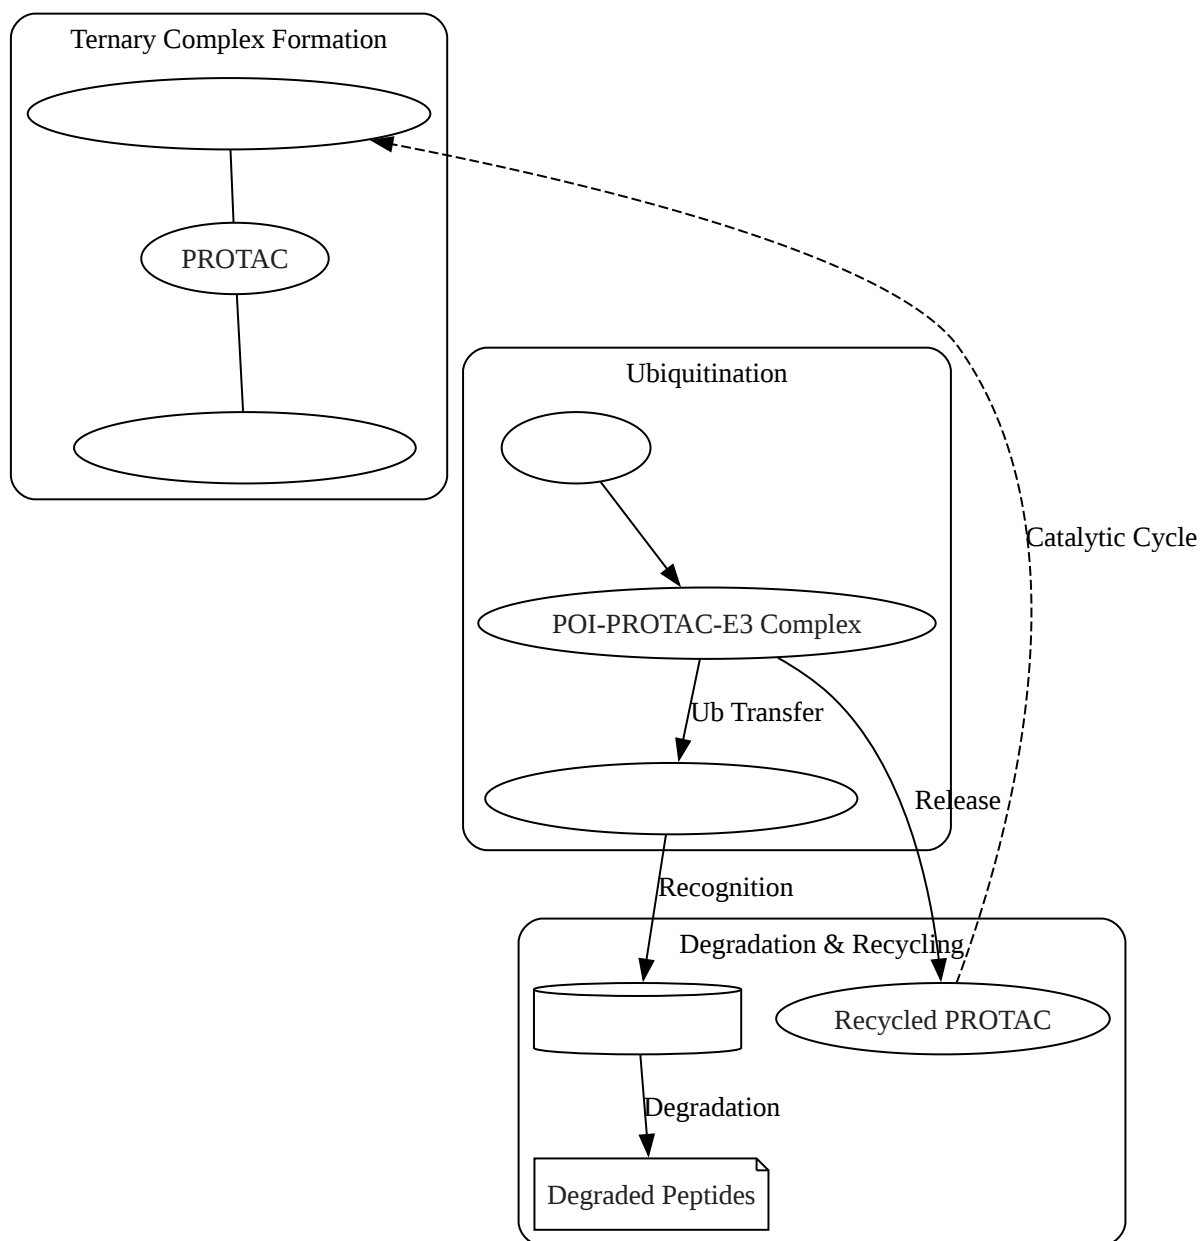 Ternary Complex Formation
PROTAC
Ubiquitination
Catalytic Cycle
POI-PROTAC-E3 Complex
Ub Transfer
Release
Recognition
Degradation & Recycling
Recycled PROTAC
Degradation
Degraded Peptides